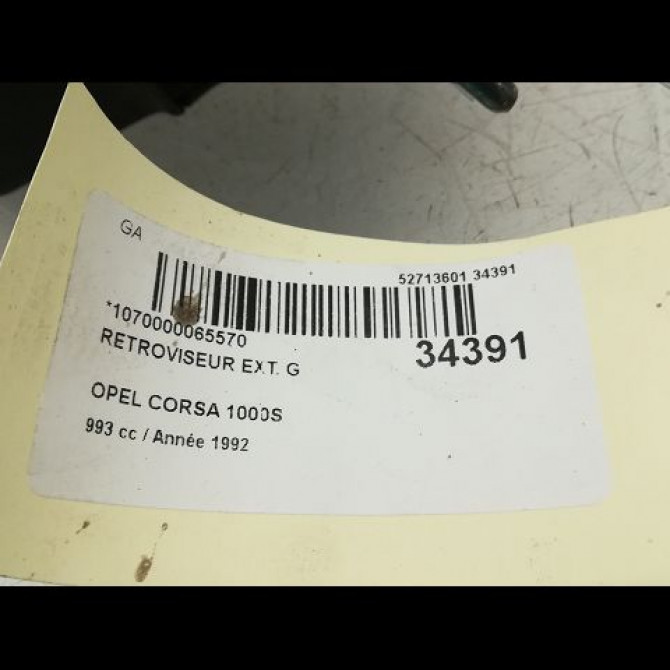 GA
52713601 34391
*1070000065570
34391
RETROVISEUR EXT. G
OPEL CORSA 1000S
993 cc / Année 1992